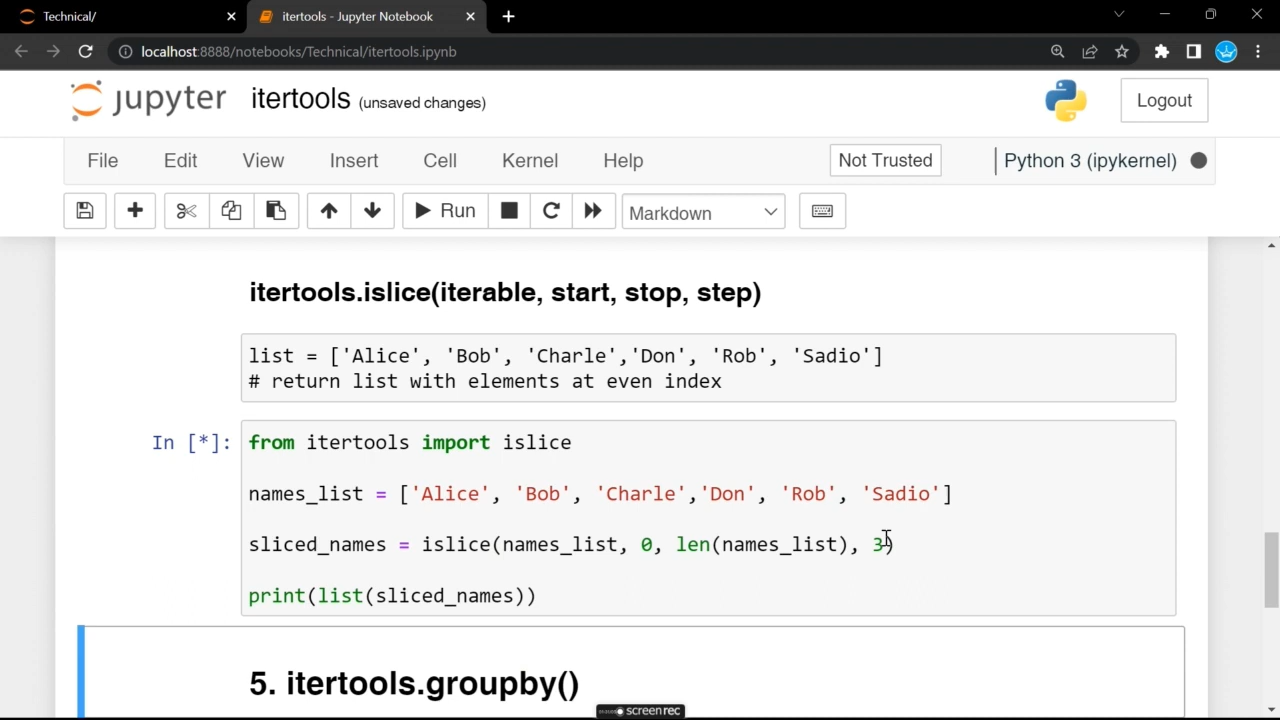 Technical/
itertools - Jupyter Notebook
localhost:8888/notebooks/Technical/itertools.ipynb
jupyter itertools (unsaved changes)
Logout
File Edit View Insert Cell Kernel Help Not Trusted Python 3 (ipykernel)
Run Markdown
itertools.islice(iterable, start, stop, step)
list = ['Alice', 'Bob', 'Charle','Don', 'Rob', 'Sadio']
# return list with elements at even index
In [*]: from itertools import islice
names_list = ['Alice', 'Bob', 'Charle','Don', 'Rob', 'Sadio']
sliced_names = islice(names_list, 0, len(names_list), 3)
print(list(sliced_names))
5. itertools.groupby()
screenrec